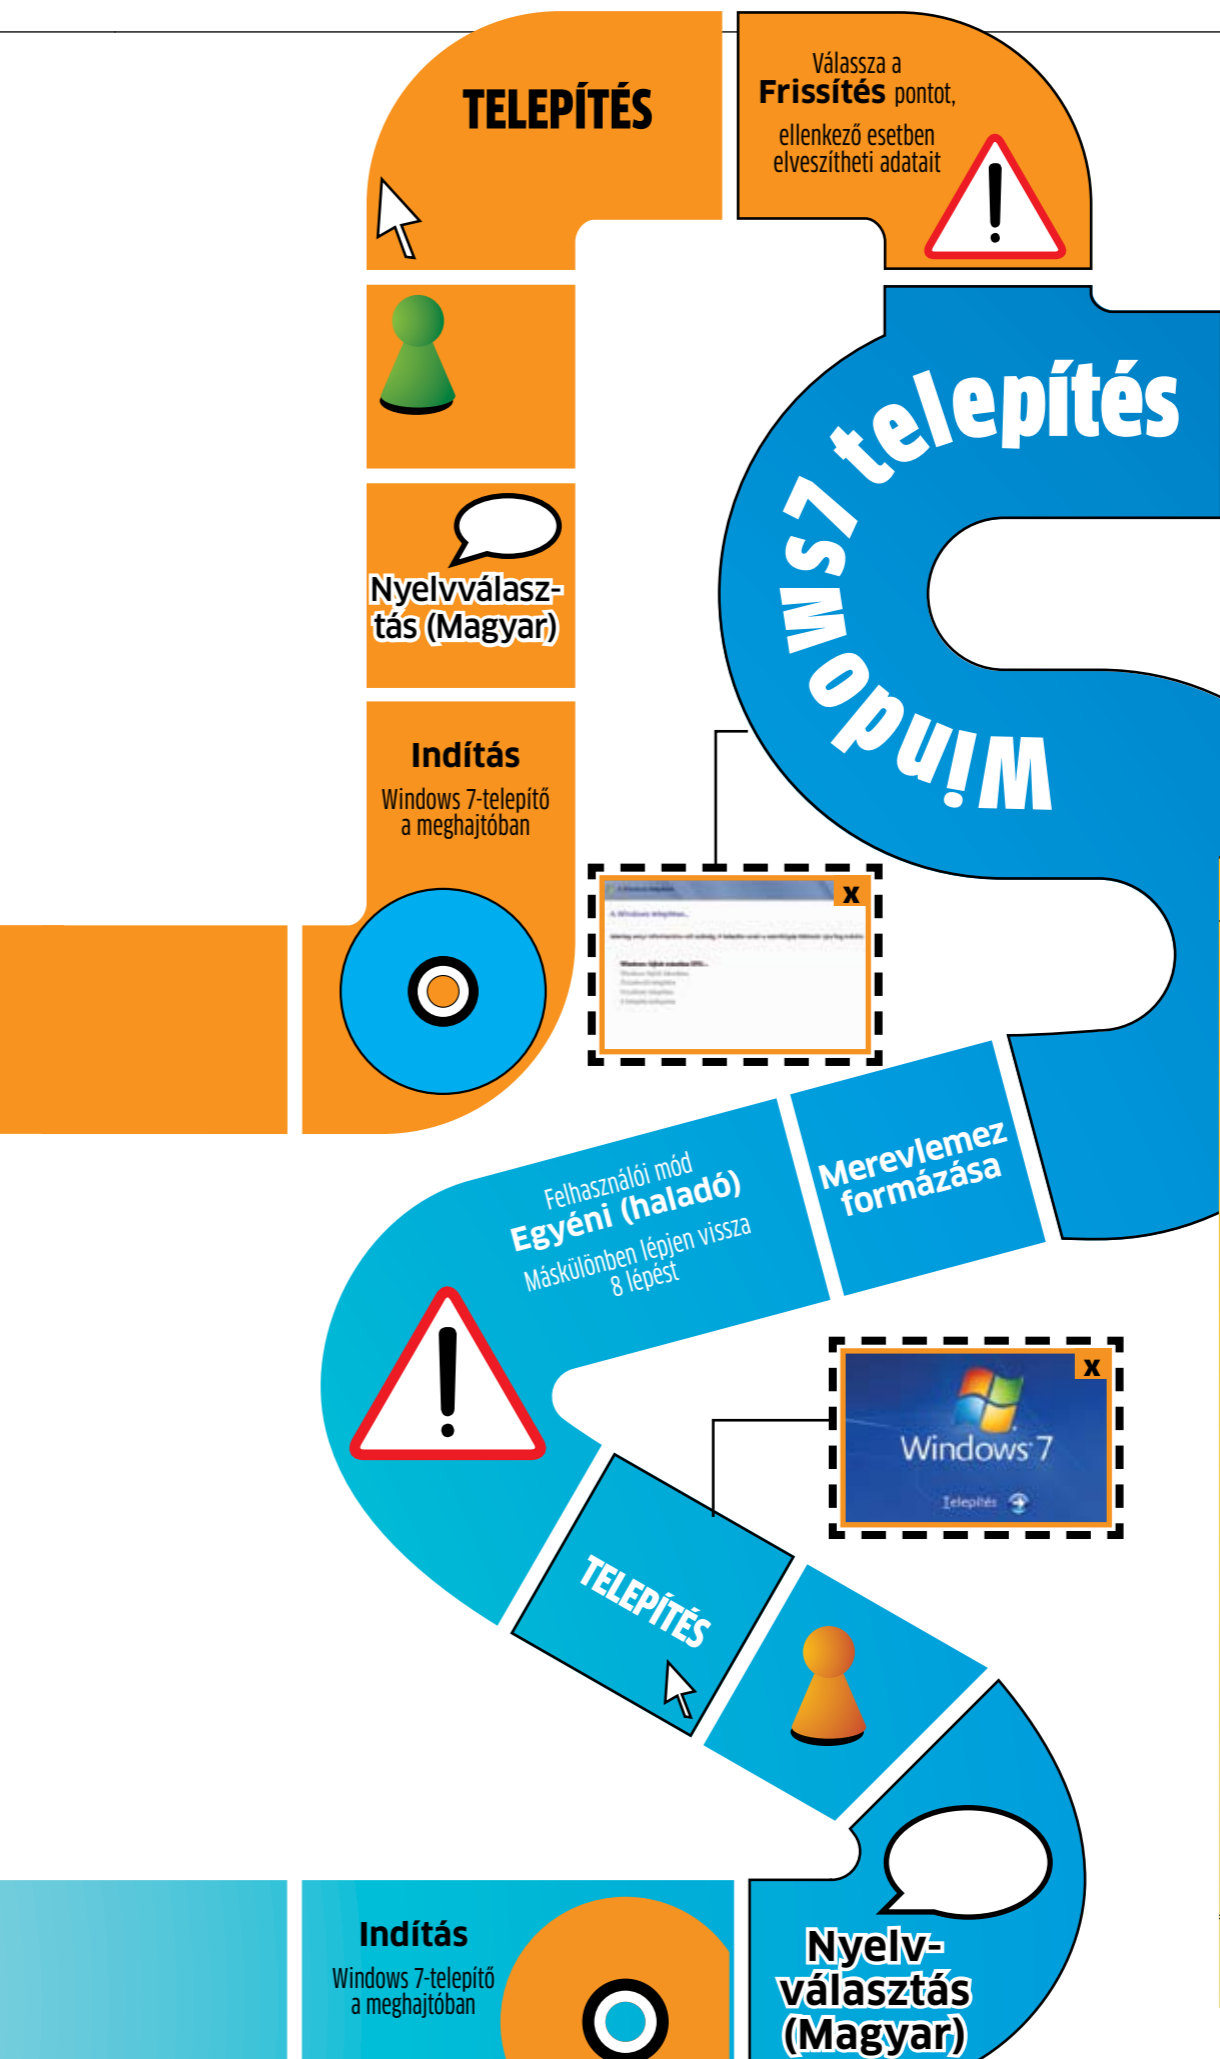 TELEPÍTÉS
Válassza a
Frissítés pontot,
ellenkező esetben
elveszítheti adatait
Windows7 telepítés
Nyelvválasz-
tás (Magyar)
Indítás
Windows 7-telepítő
a meghajtóban
X
A Windows telepítése...
Merevlemez
formázása
Felhasználói mód
Egyéni (haladó)
Máskülönben lépjen vissza
8 lépést
X
Windows 7
Telepítés
TELEPÍTÉS
Nyelv-
választás
(Magyar)
Indítás
Windows 7-telepítő
a meghajtóban